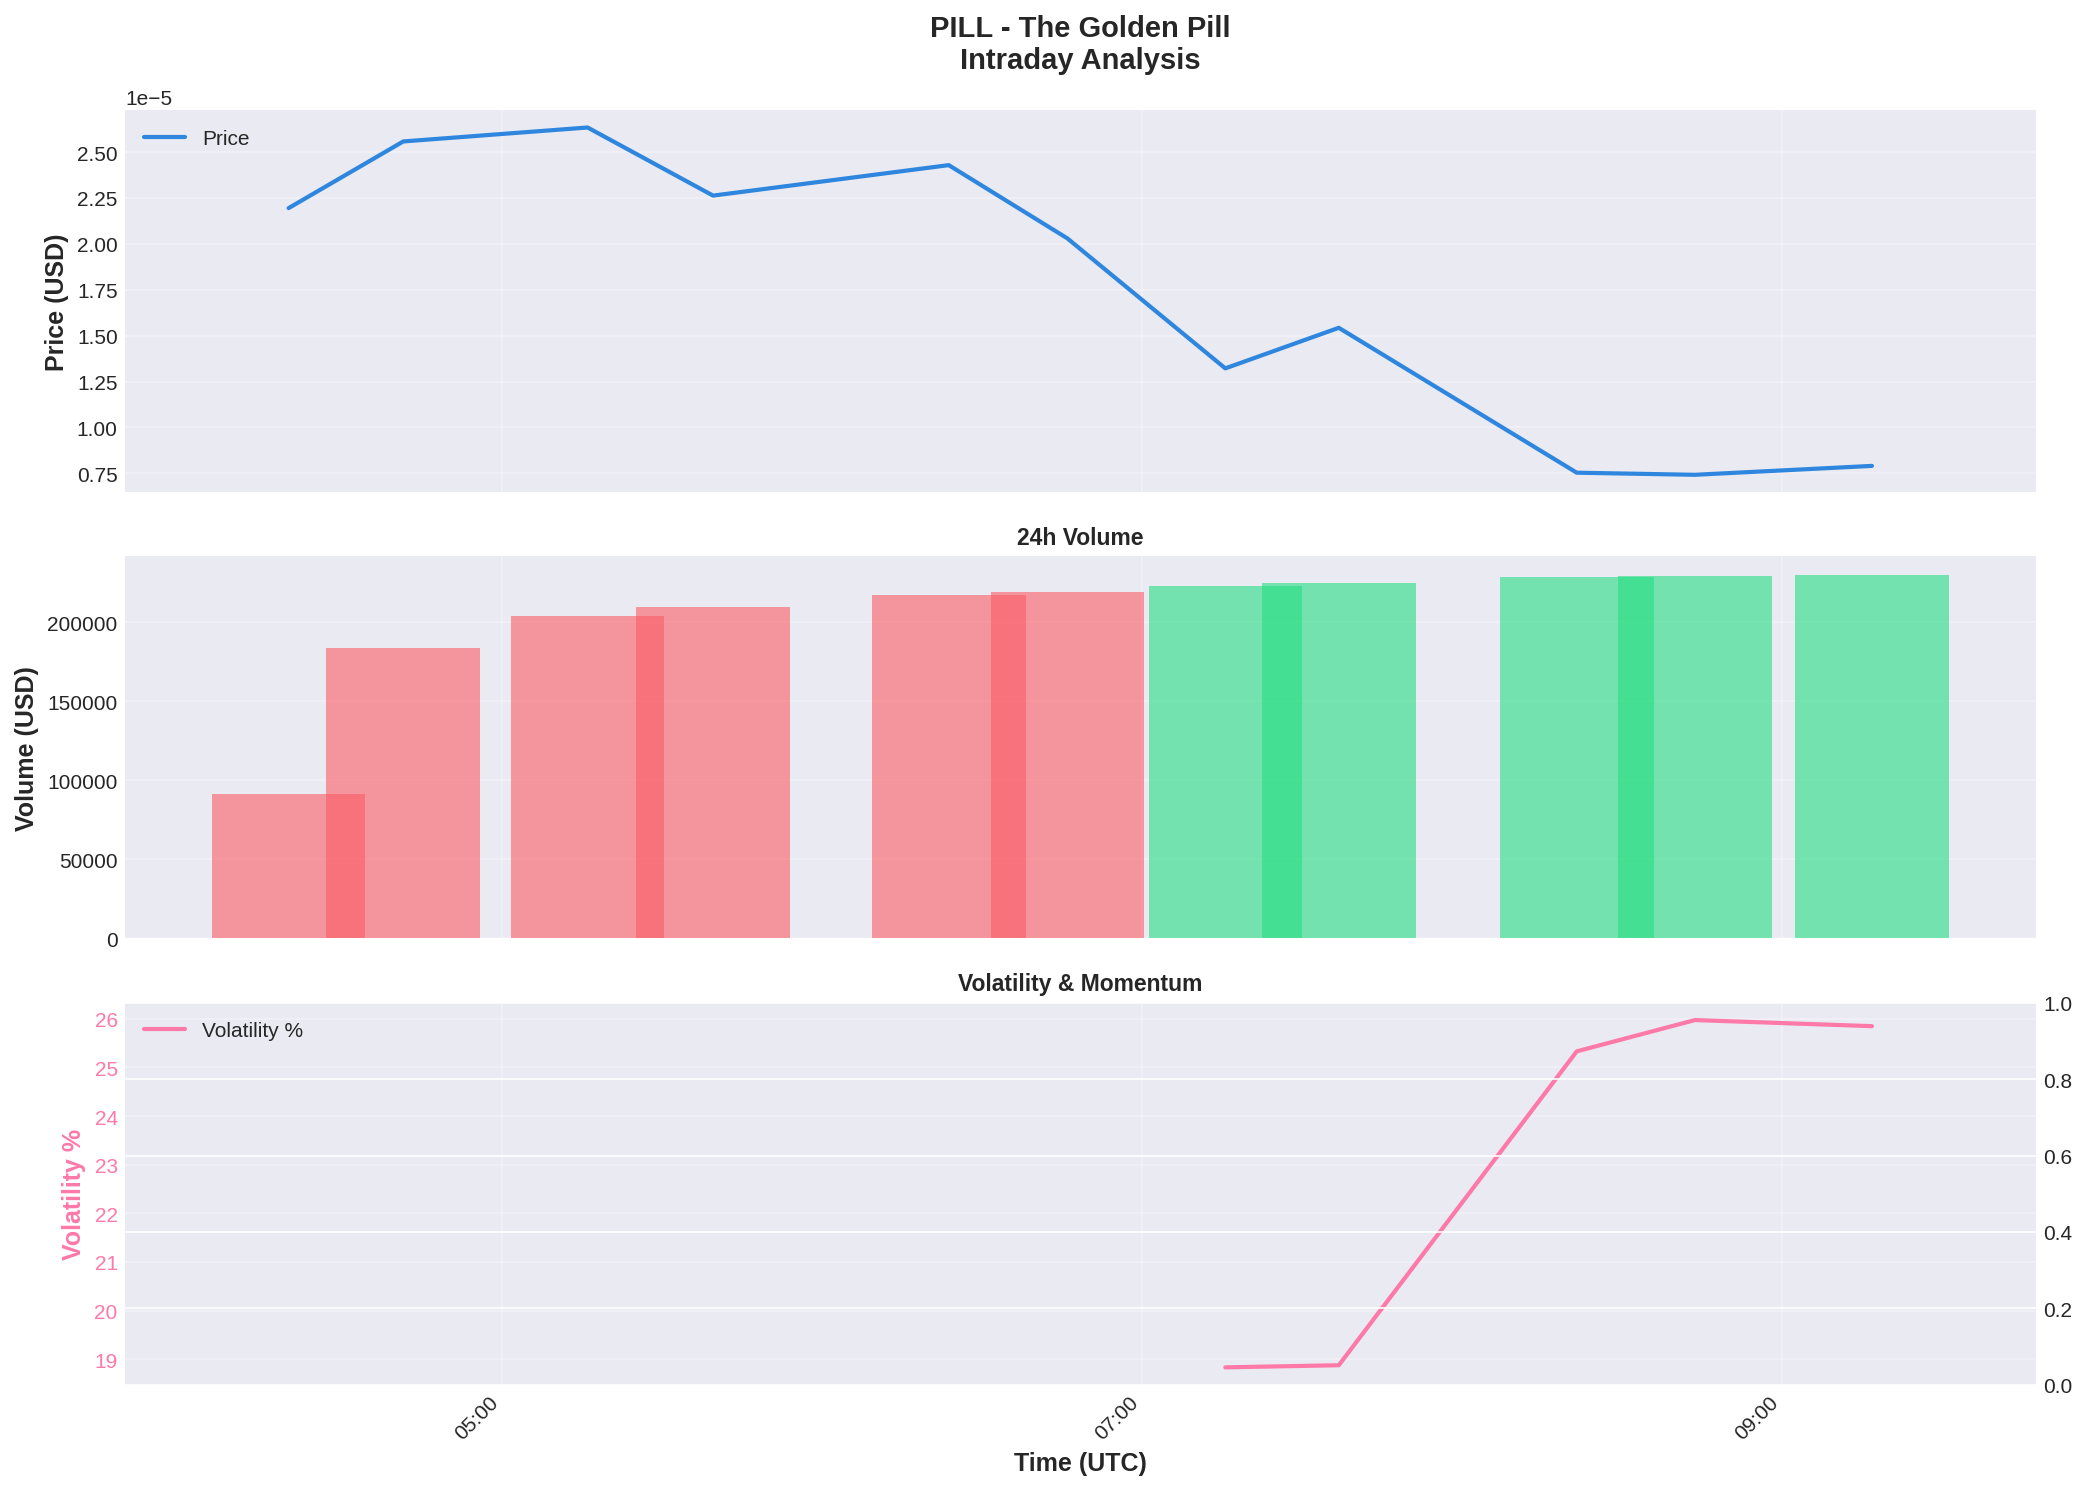 PILL - The Golden Pill
Intraday Analysis
1e−5
Price
2.50
2.25
2.00
1.75
1.50
1.25
1.00
0.75
Price (USD)
24h Volume
200000
150000
100000
50000
0
Volume (USD)
Volatility & Momentum
Volatility %
26
25
24
23
22
21
20
19
Volatility %
1.0
0.8
0.6
0.4
0.2
0.0
05:00
07:00
09:00
Time (UTC)